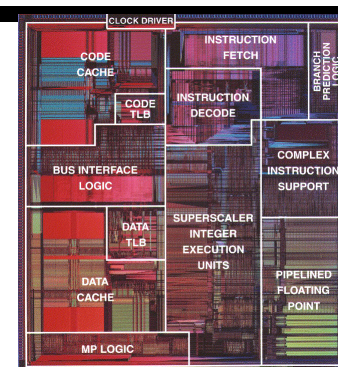 CLOCK DRIVER
CODE
CACHE
CODE
TLB
INSTRUCTION
FETCH
BRANCH
PREDICTION
LOGIC
INSTRUCTION
DECODE
BUS INTERFACE
LOGIC
COMPLEX
INSTRUCTION
SUPPORT
DATA
TLB
SUPERSCALER
INTEGER
EXECUTION
UNITS
DATA
CACHE
PIPELINED
FLOATING
POINT
MP LOGIC